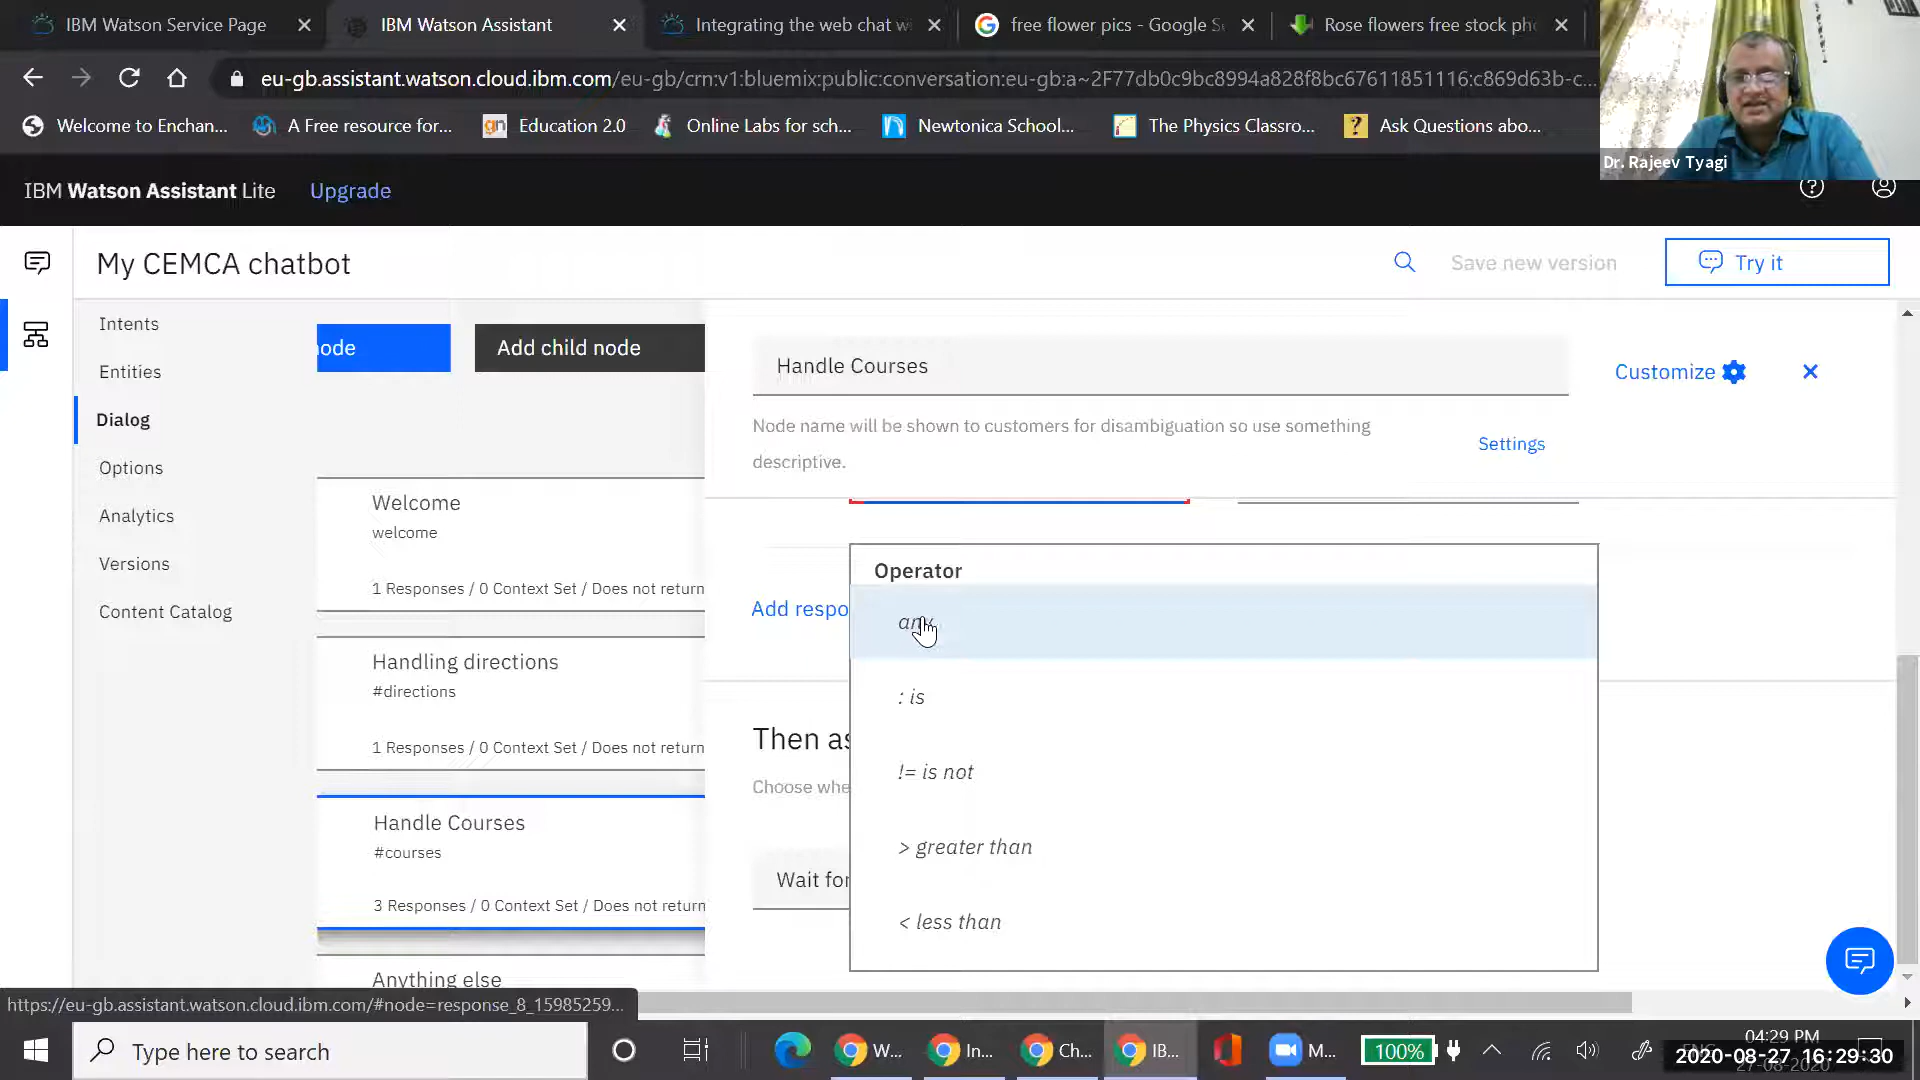 IBM Watson Service Page
IBM Watson Assistant
Integrating the web chat wi
free flower pics - Google Se
Rose flowers free stock pho
eu-gb.assistant.watson.cloud.ibm.com/eu-gb/crn:v1:bluemix:public:conversation:eu-gb:a~2F77db0c9bc8994a828f8bc67611851116:c869d63b-c...
Welcome to Enchan...
A Free resource for...
gn
Education 2.0
Online Labs for sch...
Newtonica School...
The Physics Classro...
Ask Questions abo...
Dr. Rajeev Tyagi
IBM Watson Assistant Lite
Upgrade
My CEMCA chatbot
Save new version
Try it
Intents
Entities
Dialog
Options
Analytics
Versions
Content Catalog
node
Add child node
Welcome
welcome
1 Responses / 0 Context Set / Does not return
Handling directions
#directions
1 Responses / 0 Context Set / Does not return
Handle Courses
#courses
3 Responses / 0 Context Set / Does not return
Anything else
Handle Courses
Customize
Node name will be shown to customers for disambiguation so use something
descriptive.
Settings
Add respo
Operator
any
: is
!= is not
> greater than
< less than
Then as
Choose whe
Wait for
https://eu-gb.assistant.watson.cloud.ibm.com/#node=response_8_15985259...
Type here to search
W...
In...
Ch...
IB...
M...
100%
04:29 PM
2020-08-27 16:29:30
27-08-2020